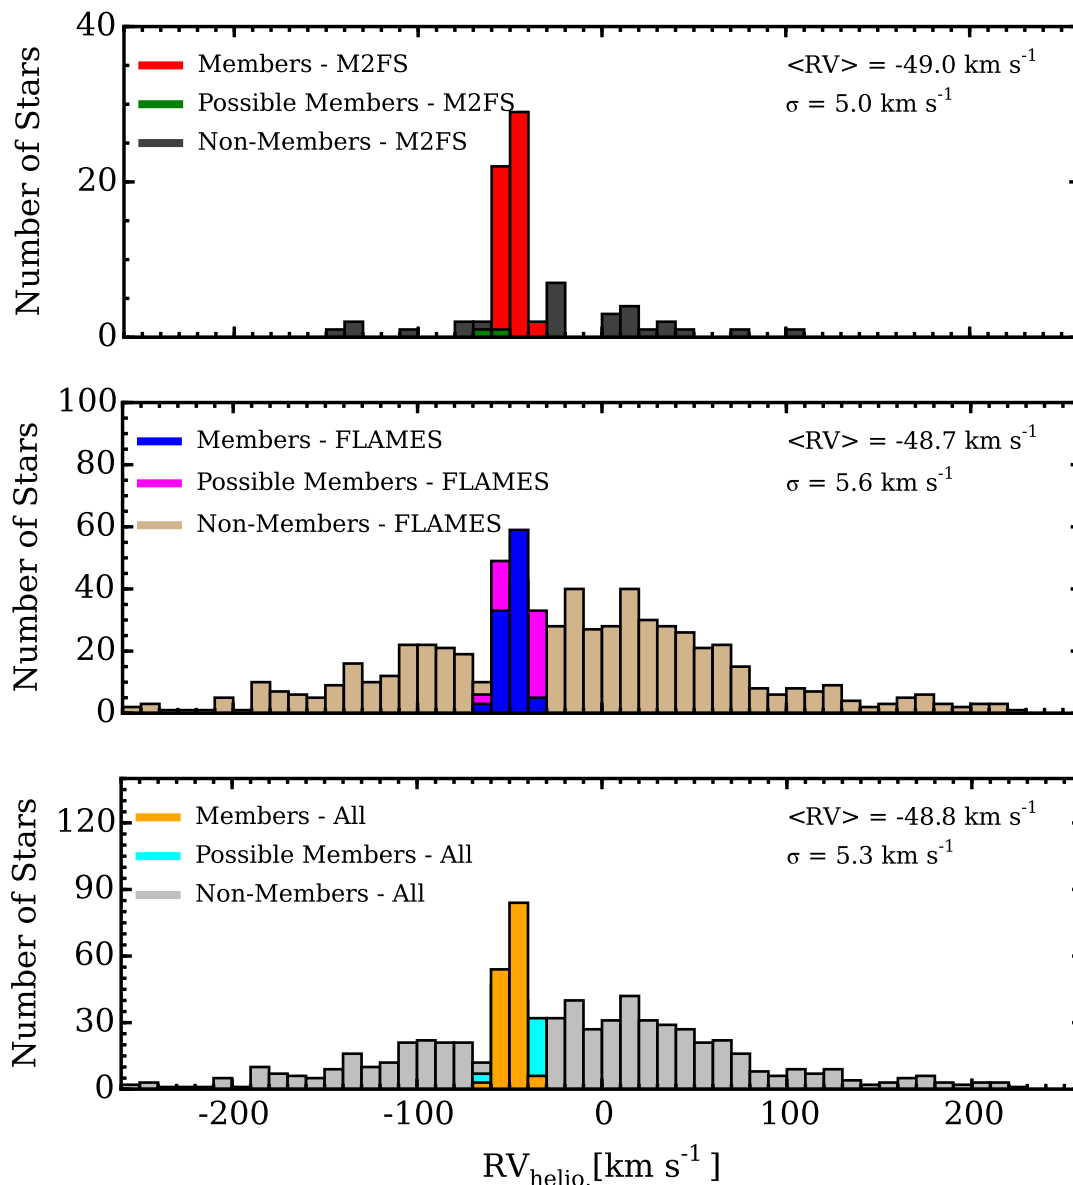 40
20
0
Number of Stars
Members - M2FS
Possible Members - M2FS
Non-Members - M2FS
<RV> = -49.0 km s-1
σ = 5.0 km s-1
100
80
60
40
20
0
Number of Stars
Members - FLAMES
Possible Members - FLAMES
Non-Members - FLAMES
<RV> = -48.7 km s-1
σ = 5.6 km s-1
120
90
60
30
0
Number of Stars
Members - All
Possible Members - All
Non-Members - All
<RV> = -48.8 km s-1
σ = 5.3 km s-1
-200 -100 0 100 200
RVhelio.[km s-1 ]